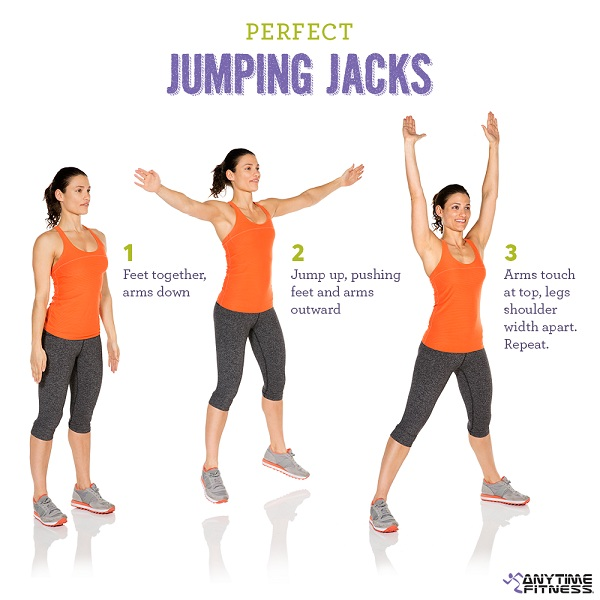 PERFECT
JUMPING JACKS
1
Feet together,
arms down
2
Jump up, pushing
feet and arms
outward
3
Arms touch
at top, legs
shoulder
width apart.
Repeat.
ANYTIME
FITNESS